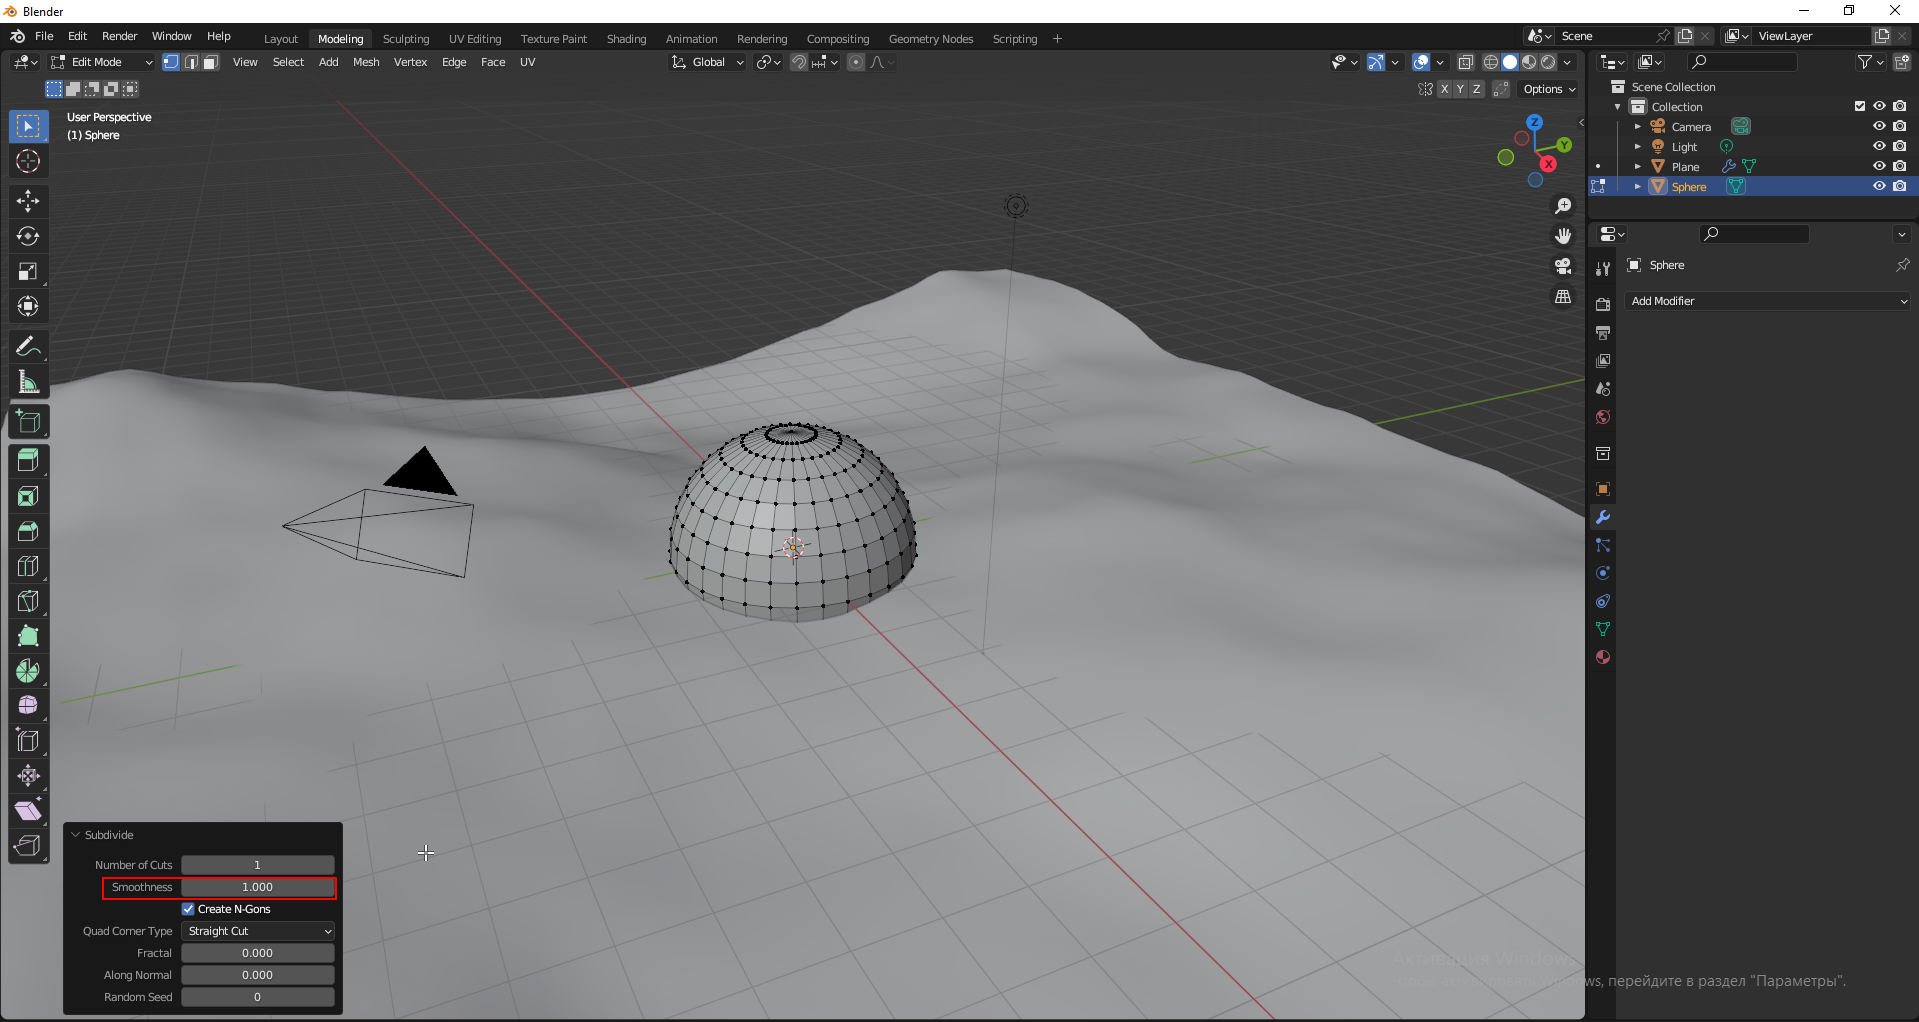 Blender
File Edit Render Window Help Layout Modeling Sculpting UV Editing Texture Paint Shading Animation Rendering Compositing Geometry Nodes Scripting + Scene ViewLayer
Edit Mode View Select Add Mesh Vertex Edge Face UV Global
X Y Z Options
User Perspective
(1) Sphere
Z
Y
X
Scene Collection
Collection
Camera
Light
Plane
Sphere
Sphere
Add Modifier
Subdivide
Number of Cuts 1
Smoothness 1.000
Create N-Gons
Quad Corner Type Straight Cut
Fractal 0.000
Along Normal 0.000
Random Seed 0
Активация Windows
Windows, перейдите в раздел "Параметры".